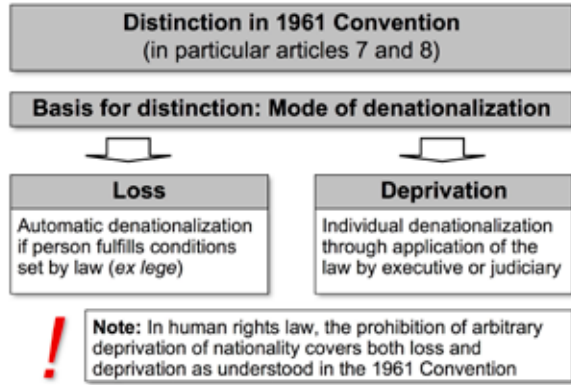 Distinction in 1961 Convention
(in particular articles 7 and 8)
Basis for distinction: Mode of denationalization
Loss
Automatic denationalization
if person fulfills conditions
set by law (ex lege)
Deprivation
Individual denationalization
through application of the
law by executive or judiciary
!
Note: In human rights law, the prohibition of arbitrary
deprivation of nationality covers both loss and
deprivation as understood in the 1961 Convention